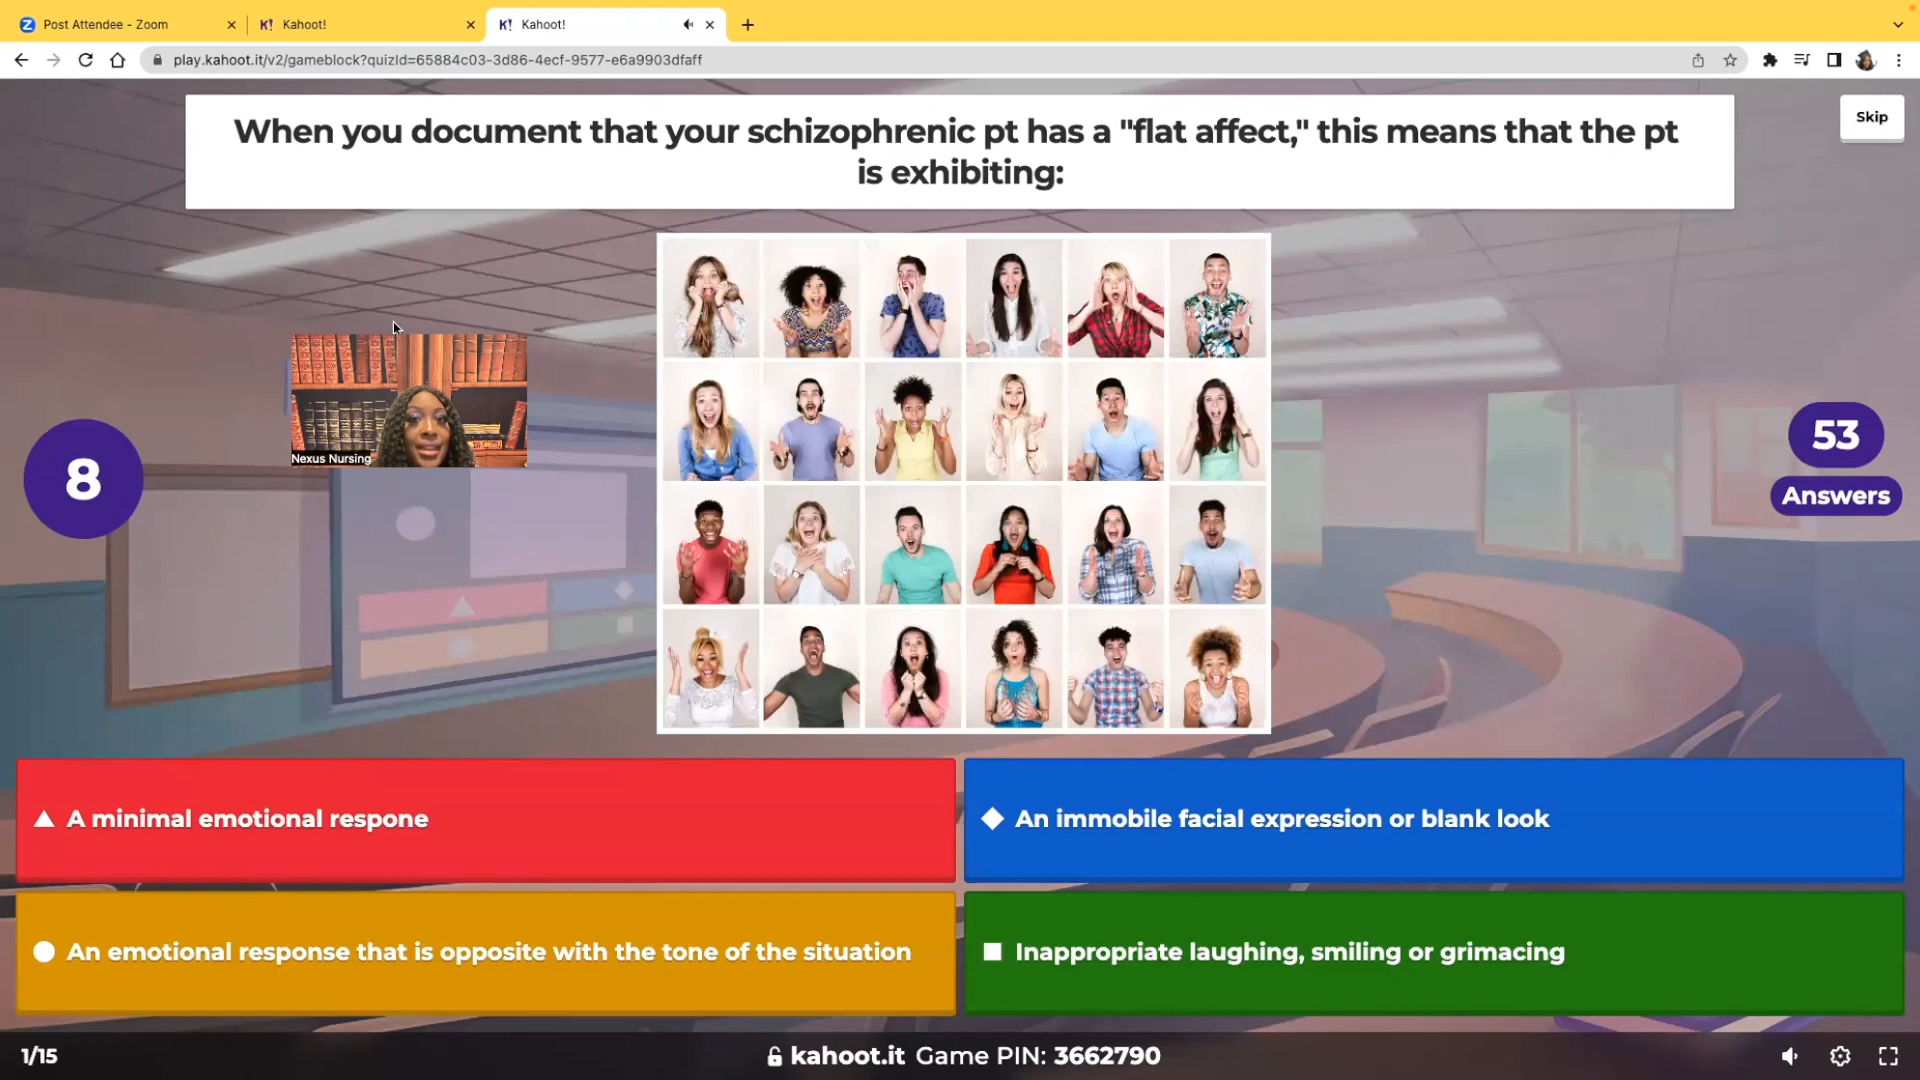 Post Attendee - Zoom
Kahoot!
Kahoot!
play.kahoot.it/v2/gameblock?quizId=65884c03-3d86-4ecf-9577-e6a9903dfaff
When you document that your schizophrenic pt has a "flat affect," this means that the pt
is exhibiting:
Skip
Nexus Nursing
8
53
Answers
A minimal emotional respone
An immobile facial expression or blank look
An emotional response that is opposite with the tone of the situation
Inappropriate laughing, smiling or grimacing
1/15
kahoot.it Game PIN: 3662790